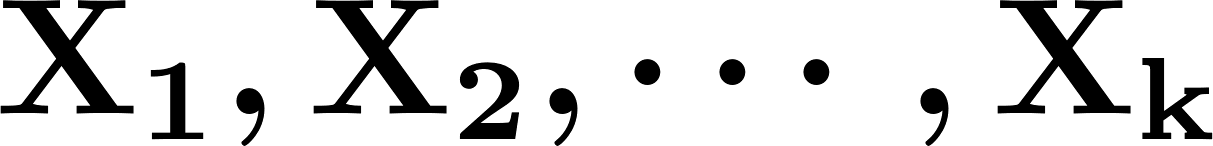 X₁, X₂, ⋯ , Xₖ